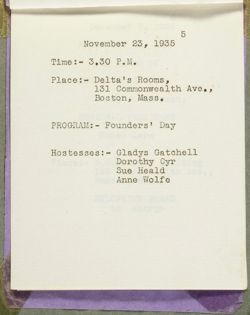 5
November 23, 1935
Time:- 3.30 P.M.
Place:- Delta's Rooms,
131 Commonwealth Ave.,
Boston, Mass.
PROGRAM:- Founders' Day
Hostesses:- Gladys Gatchell
Dorothy Cyr
Sue Heald
Anne Wolfe